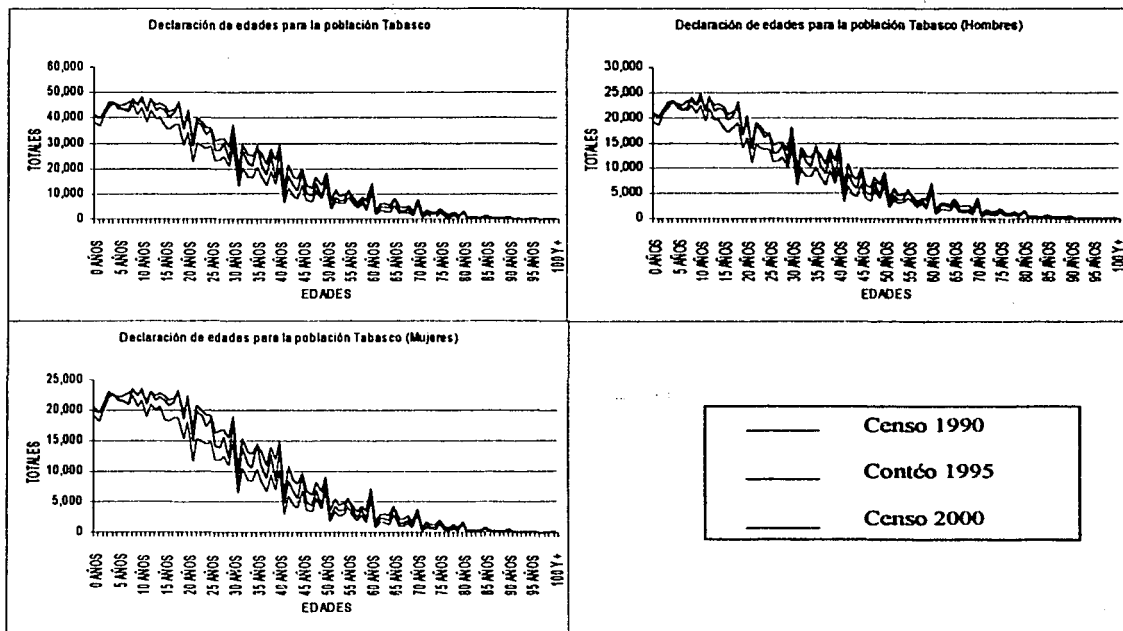 Declaración de edades para la población Tabasco
60,000
50,000
40,000
30,000
20,000
10,000
0
TOTALES
0 AÑOS
5 AÑOS
10 AÑOS
15 AÑOS
20 AÑOS
25 AÑOS
30 AÑOS
35 AÑOS
40 AÑOS
45 AÑOS
50 AÑOS
55 AÑOS
60 AÑOS
65 AÑOS
70 AÑOS
75 AÑOS
80 AÑOS
85 AÑOS
90 AÑOS
95 AÑOS
100 Y+
EDADES
Declaración de edades para la población Tabasco (Hombres)
30,000
25,000
20,000
15,000
10,000
5,000
0
TOTALES
0 AÑOS
5 AÑOS
10 AÑOS
15 AÑOS
20 AÑOS
25 AÑOS
30 AÑOS
35 AÑOS
40 AÑOS
45 AÑOS
50 AÑOS
55 AÑOS
60 AÑOS
65 AÑOS
70 AÑOS
75 AÑOS
80 AÑOS
85 AÑOS
90 AÑOS
95 AÑOS
100 Y+
EDADES
Declaración de edades para la población Tabasco (Mujeres)
25,000
20,000
15,000
10,000
5,000
0
TOTALES
0 AÑOS
5 AÑOS
10 AÑOS
15 AÑOS
20 AÑOS
25 AÑOS
30 AÑOS
35 AÑOS
40 AÑOS
45 AÑOS
50 AÑOS
55 AÑOS
60 AÑOS
65 AÑOS
70 AÑOS
75 AÑOS
80 AÑOS
85 AÑOS
90 AÑOS
95 AÑOS
100 Y+
EDADES
Censo 1990
Contéo 1995
Censo 2000